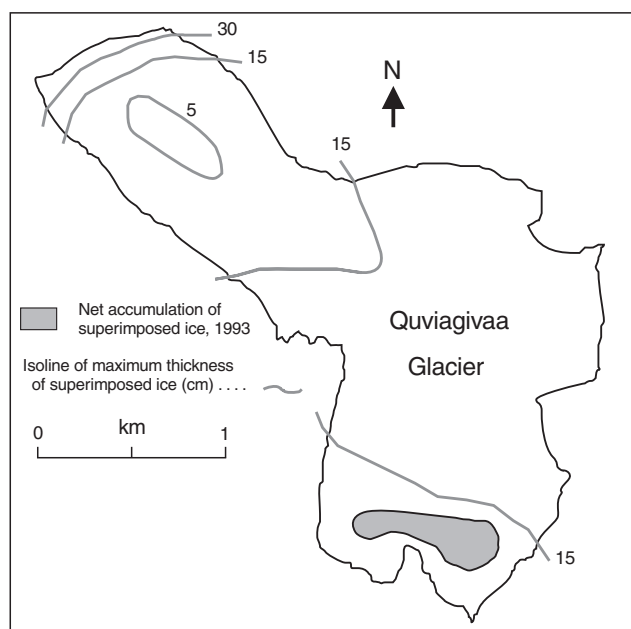 30
15
N
5
15
Net accumulation of
superimposed ice, 1993
Quviagivaa
Glacier
Isoline of maximum thickness
of superimposed ice (cm) ....
km
0 1
15